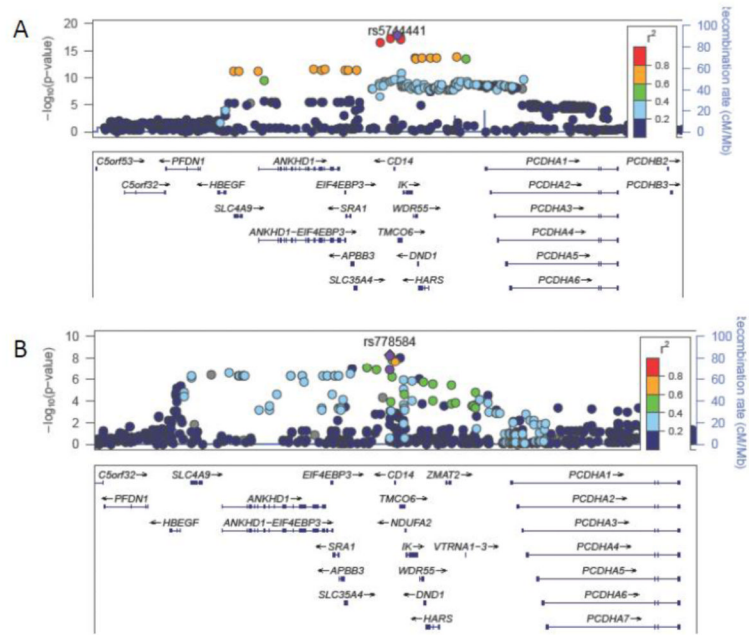 A
20
15
10
5
0
−log10(p-value)
rs5744441
100
80
60
40
20
0
recombination rate (cM/Mb)
r2
0.8
0.6
0.4
0.2
C5orf53→ ←PFDN1 ANKHD1→ ←CD14 PCDHA1→ PCDHB2→
C5orf32→ ←HBEGF EIF4EBP3→ IK→ PCDHA2→ PCDHB3→
SLC4A9→ ←SRA1 WDR55→ PCDHA3→
ANKHD1−EIF4EBP3→ TMCO6→ PCDHA4→
←APBB3 ←DND1 PCDHA5→
SLC35A4→ ←HARS PCDHA6→
B
10
8
6
4
2
0
−log10(p-value)
rs778584
100
80
60
40
20
0
recombination rate (cM/Mb)
r2
0.8
0.6
0.4
0.2
C5orf32→ SLC4A9→ EIF4EBP3→ ←CD14 ZMAT2→ PCDHA1→
←PFDN1 ANKHD1→ TMCO6→ PCDHA2→
←HBEGF ANKHD1−EIF4EBP3→ ←NDUFA2 PCDHA3→
←SRA1 IK→ VTRNA1−3→ PCDHA4→
←APBB3 WDR55→ PCDHA5→
SLC35A4→ ←DND1 PCDHA6→
←HARS PCDHA7→